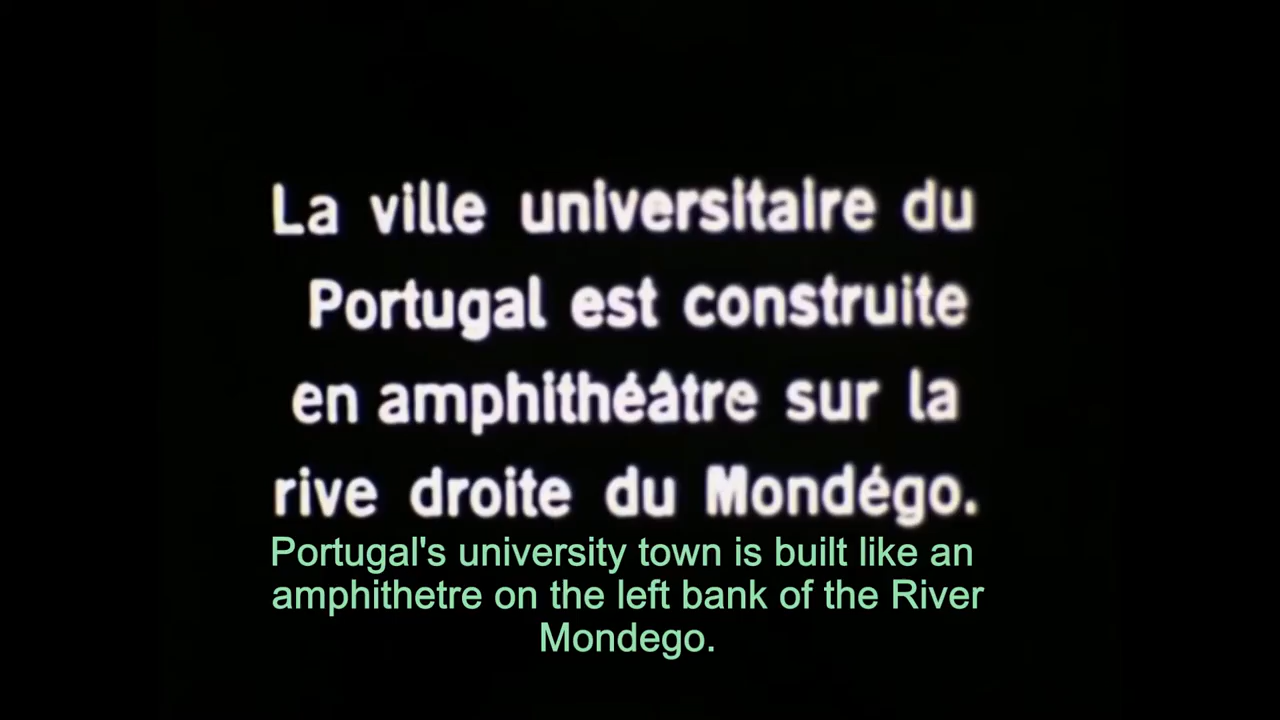 La ville universitaire du
Portugal est construite
en amphithéâtre sur la
rive droite du Mondégo.
Portugal's university town is built like an
amphithetre on the left bank of the River
Mondego.